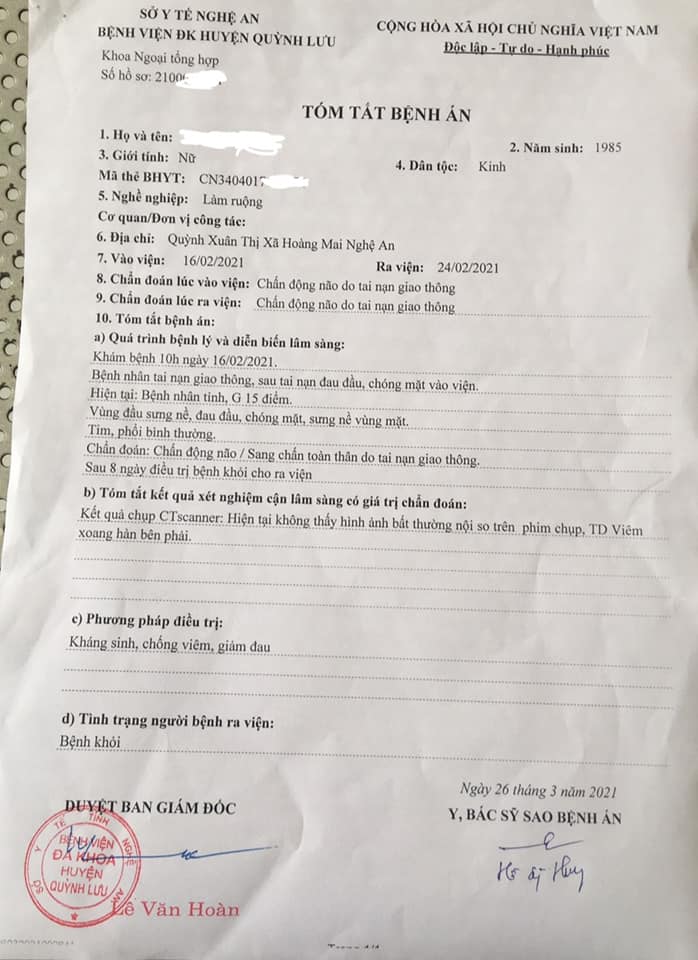 SỞ Y TẾ NGHỆ AN
BỆNH VIỆN ĐK HUYỆN QUỲNH LƯU
Khoa Ngoại tổng hợp
Số hồ sơ: 2100
CỘNG HÒA XÃ HỘI CHỦ NGHĨA VIỆT NAM
Độc lập - Tự do - Hạnh phúc
TÓM TẮT BỆNH ÁN
1. Họ và tên:
2. Năm sinh: 1985
3. Giới tính: Nữ
4. Dân tộc: Kinh
Mã thẻ BHYT: CN3404017
5. Nghề nghiệp: Làm ruộng
Cơ quan/Đơn vị công tác:
6. Địa chỉ: Quỳnh Xuân Thị Xã Hoàng Mai Nghệ An
7. Vào viện: 16/02/2021 Ra viện: 24/02/2021
8. Chẩn đoán lúc vào viện: Chấn động não do tai nạn giao thông
9. Chẩn đoán lúc ra viện: Chấn động não do tai nạn giao thông
10. Tóm tắt bệnh án:
a) Quá trình bệnh lý và diễn biến lâm sàng:
Khám bệnh 10h ngày 16/02/2021.
Bệnh nhân tai nạn giao thông, sau tai nạn đau đầu, chóng mặt vào viện.
Hiện tại: Bệnh nhân tỉnh, G 15 điểm.
Vùng đầu sưng nề, đau đầu, chóng mặt, sưng nề vùng mặt.
Tim, phổi bình thường.
Chẩn đoán: Chấn động não / Sang chấn toàn thân do tai nạn giao thông.
Sau 8 ngày điều trị bệnh khỏi cho ra viện
b) Tóm tắt kết quả xét nghiệm cận lâm sàng có giá trị chẩn đoán:
Kết quả chụp CTscanner: Hiện tại không thấy hình ảnh bất thường nội so trên phim chụp, TD Viêm
xoang hàn bên phải.
c) Phương pháp điều trị:
Kháng sinh, chống viêm, giảm đau
d) Tình trạng người bệnh ra viện:
Bệnh khỏi
Ngày 26 tháng 3 năm 2021
DUYỆT BAN GIÁM ĐỐC
Y, BÁC SỸ SAO BỆNH ÁN
SỞ Y TẾ TỈNH NGHỆ AN
BỆNH VIỆN
ĐA KHOA
HUYỆN
QUỲNH LƯU
Lê Văn Hoàn